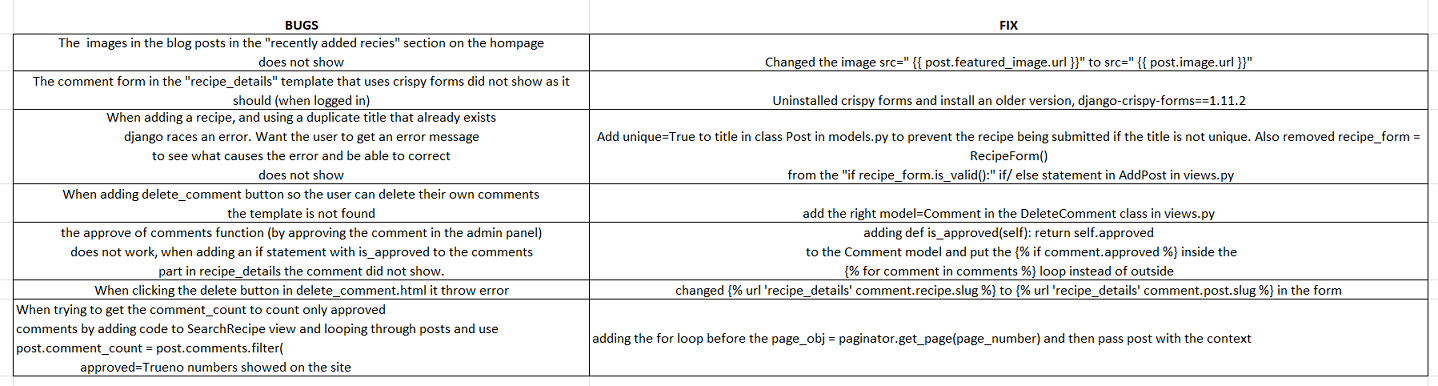 BUGS
FIX
The  images in the blog posts in the "recently added recies" section on the hompage
does not show
Changed the image src=" {{ post.featured_image.url }}" to src=" {{ post.image.url }}"
The comment form in the "recipe_details" template that uses crispy forms did not show as it
should (when logged in)
Uninstalled crispy forms and install an older version, django-crispy-forms==1.11.2
When adding a recipe, and using a duplicate title that already exists
django races an error. Want the user to get an error message
to see what causes the error and be able to correct
does not show
Add unique=True to title in class Post in models.py to prevent the recipe being submitted if the title is not unique. Also removed recipe_form =
RecipeForm()
from the "if recipe_form.is_valid():" if/ else statement in AddPost in views.py
When adding delete_comment button so the user can delete their own comments
the template is not found
add the right model=Comment in the DeleteComment class in views.py
the approve of comments function (by approving the comment in the admin panel)
does not work, when adding an if statement with is_approved to the comments
part in recipe_details the comment did not show.
adding def is_approved(self): return self.approved
to the Comment model and put the {% if comment.approved %} inside the
{% for comment in comments %} loop instead of outside
When clicking the delete button in delete_comment.html it throw error
changed {% url 'recipe_details' comment.recipe.slug %} to {% url 'recipe_details' comment.post.slug %} in the form
When trying to get the comment_count to count only approved
comments by adding code to SearchRecipe view and looping through posts and use
post.comment_count = post.comments.filter(
approved=Trueno numbers showed on the site
adding the for loop before the page_obj = paginator.get_page(page_number) and then pass post with the context